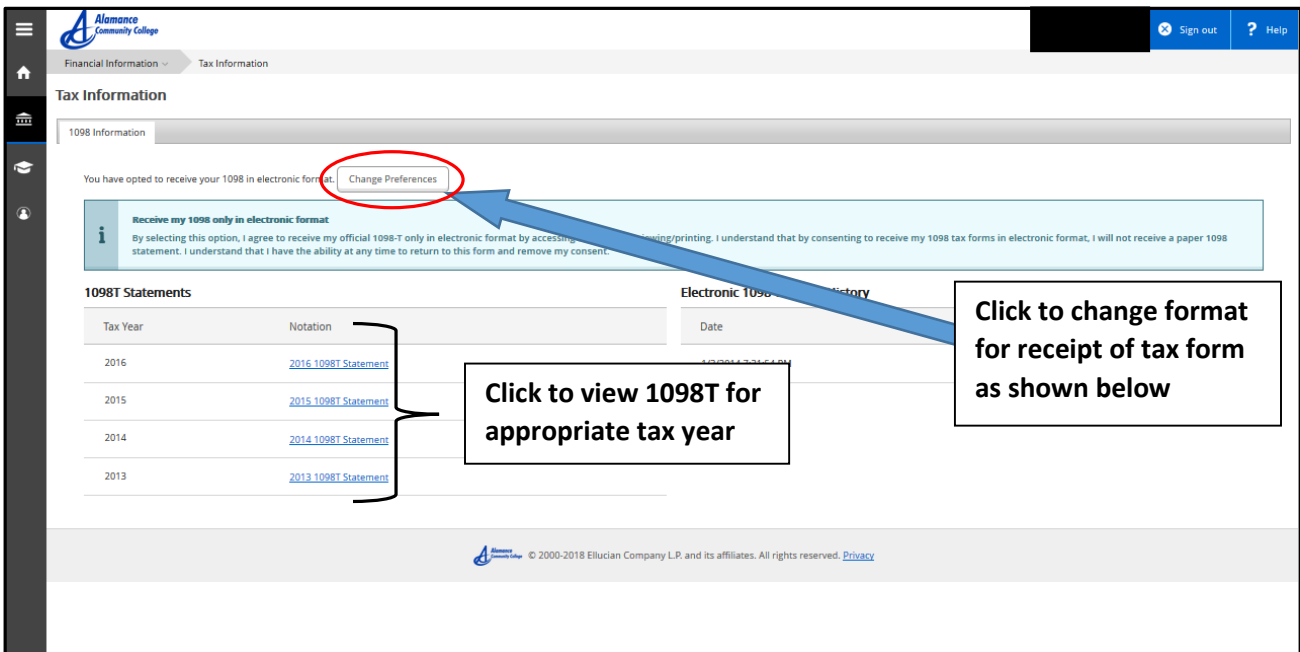 Alamance
Community College
Sign out
? Help
Financial Information
Tax Information
Tax Information
1098 Information
You have opted to receive your 1098 in electronic format.
Change Preferences
i
Receive my 1098 only in electronic format
By selecting this option, I agree to receive my official 1098-T only in electronic format by accessing viewing/printing. I understand that by consenting to receive my 1098 tax forms in electronic format, I will not receive a paper 1098
statement. I understand that I have the ability at any time to return to this form and remove my consent.
1098T Statements
Tax Year Notation
2016 2016 1098T Statement
2015 2015 1098T Statement
2014 2014 1098T Statement
2013 2013 1098T Statement
Click to view 1098T for
appropriate tax year
Electronic 1098 History
Date
Click to change format
for receipt of tax form
as shown below
Alamance
Community College
© 2000-2018 Ellucian Company L.P. and its affiliates. All rights reserved. Privacy